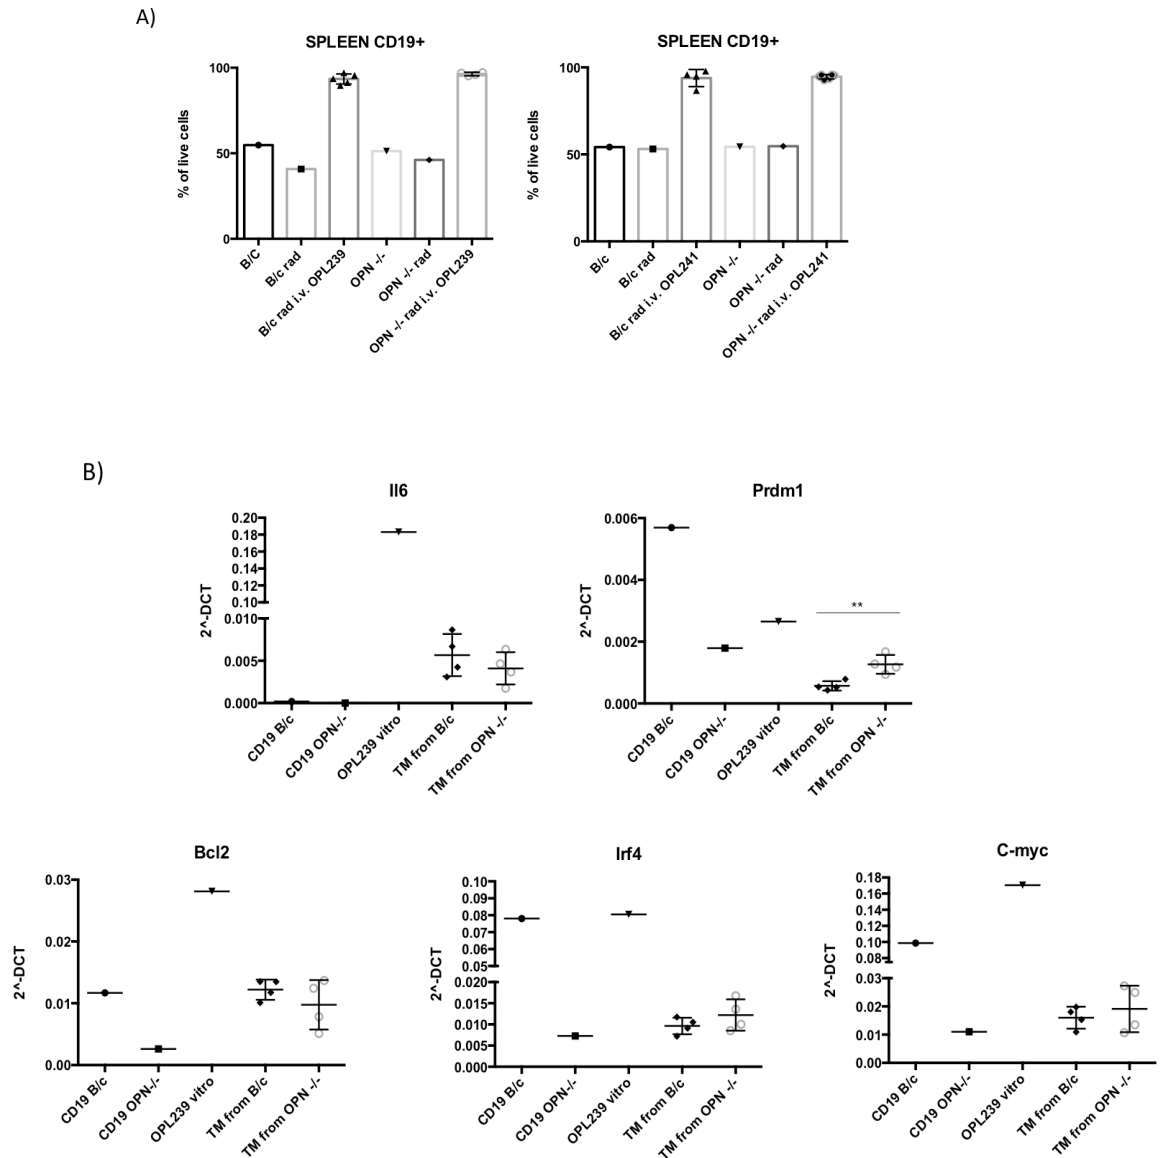 A)
SPLEEN CD19+
% of live cells
100
50
0
B/C
B/c rad
B/c rad i.v. OPL239
OPN -/-
OPN -/- rad
OPN -/- rad i.v. OPL239
SPLEEN CD19+
% of live cells
100
50
0
B/c
B/c rad
B/c rad i.v. OPL241
OPN -/-
OPN -/- rad
OPN -/- rad i.v. OPL241
B)
Il6
2^-DCT
0.20
0.18
0.16
0.14
0.12
0.10
0.010
0.005
0.000
CD19 B/c
CD19 OPN-/-
OPL239 vitro
TM from B/c
TM from OPN -/-
Prdm1
2^-DCT
0.006
0.004
0.002
0.000
**
CD19 B/c
CD19 OPN-/-
OPL239 vitro
TM from B/c
TM from OPN -/-
Bcl2
2^-DCT
0.03
0.02
0.01
0.00
CD19 B/c
CD19 OPN-/-
OPL239 vitro
TM from B/c
TM from OPN -/-
Irf4
2^-DCT
0.10
0.09
0.08
0.07
0.06
0.05
0.020
0.015
0.010
0.005
0.000
CD19 B/c
CD19 OPN-/-
OPL239 vitro
TM from B/c
TM from OPN -/-
C-myc
2^-DCT
0.18
0.16
0.14
0.12
0.10
0.08
0.03
0.02
0.01
0.00
CD19 B/c
CD19 OPN-/-
OPL239 vitro
TM from B/c
TM from OPN -/-